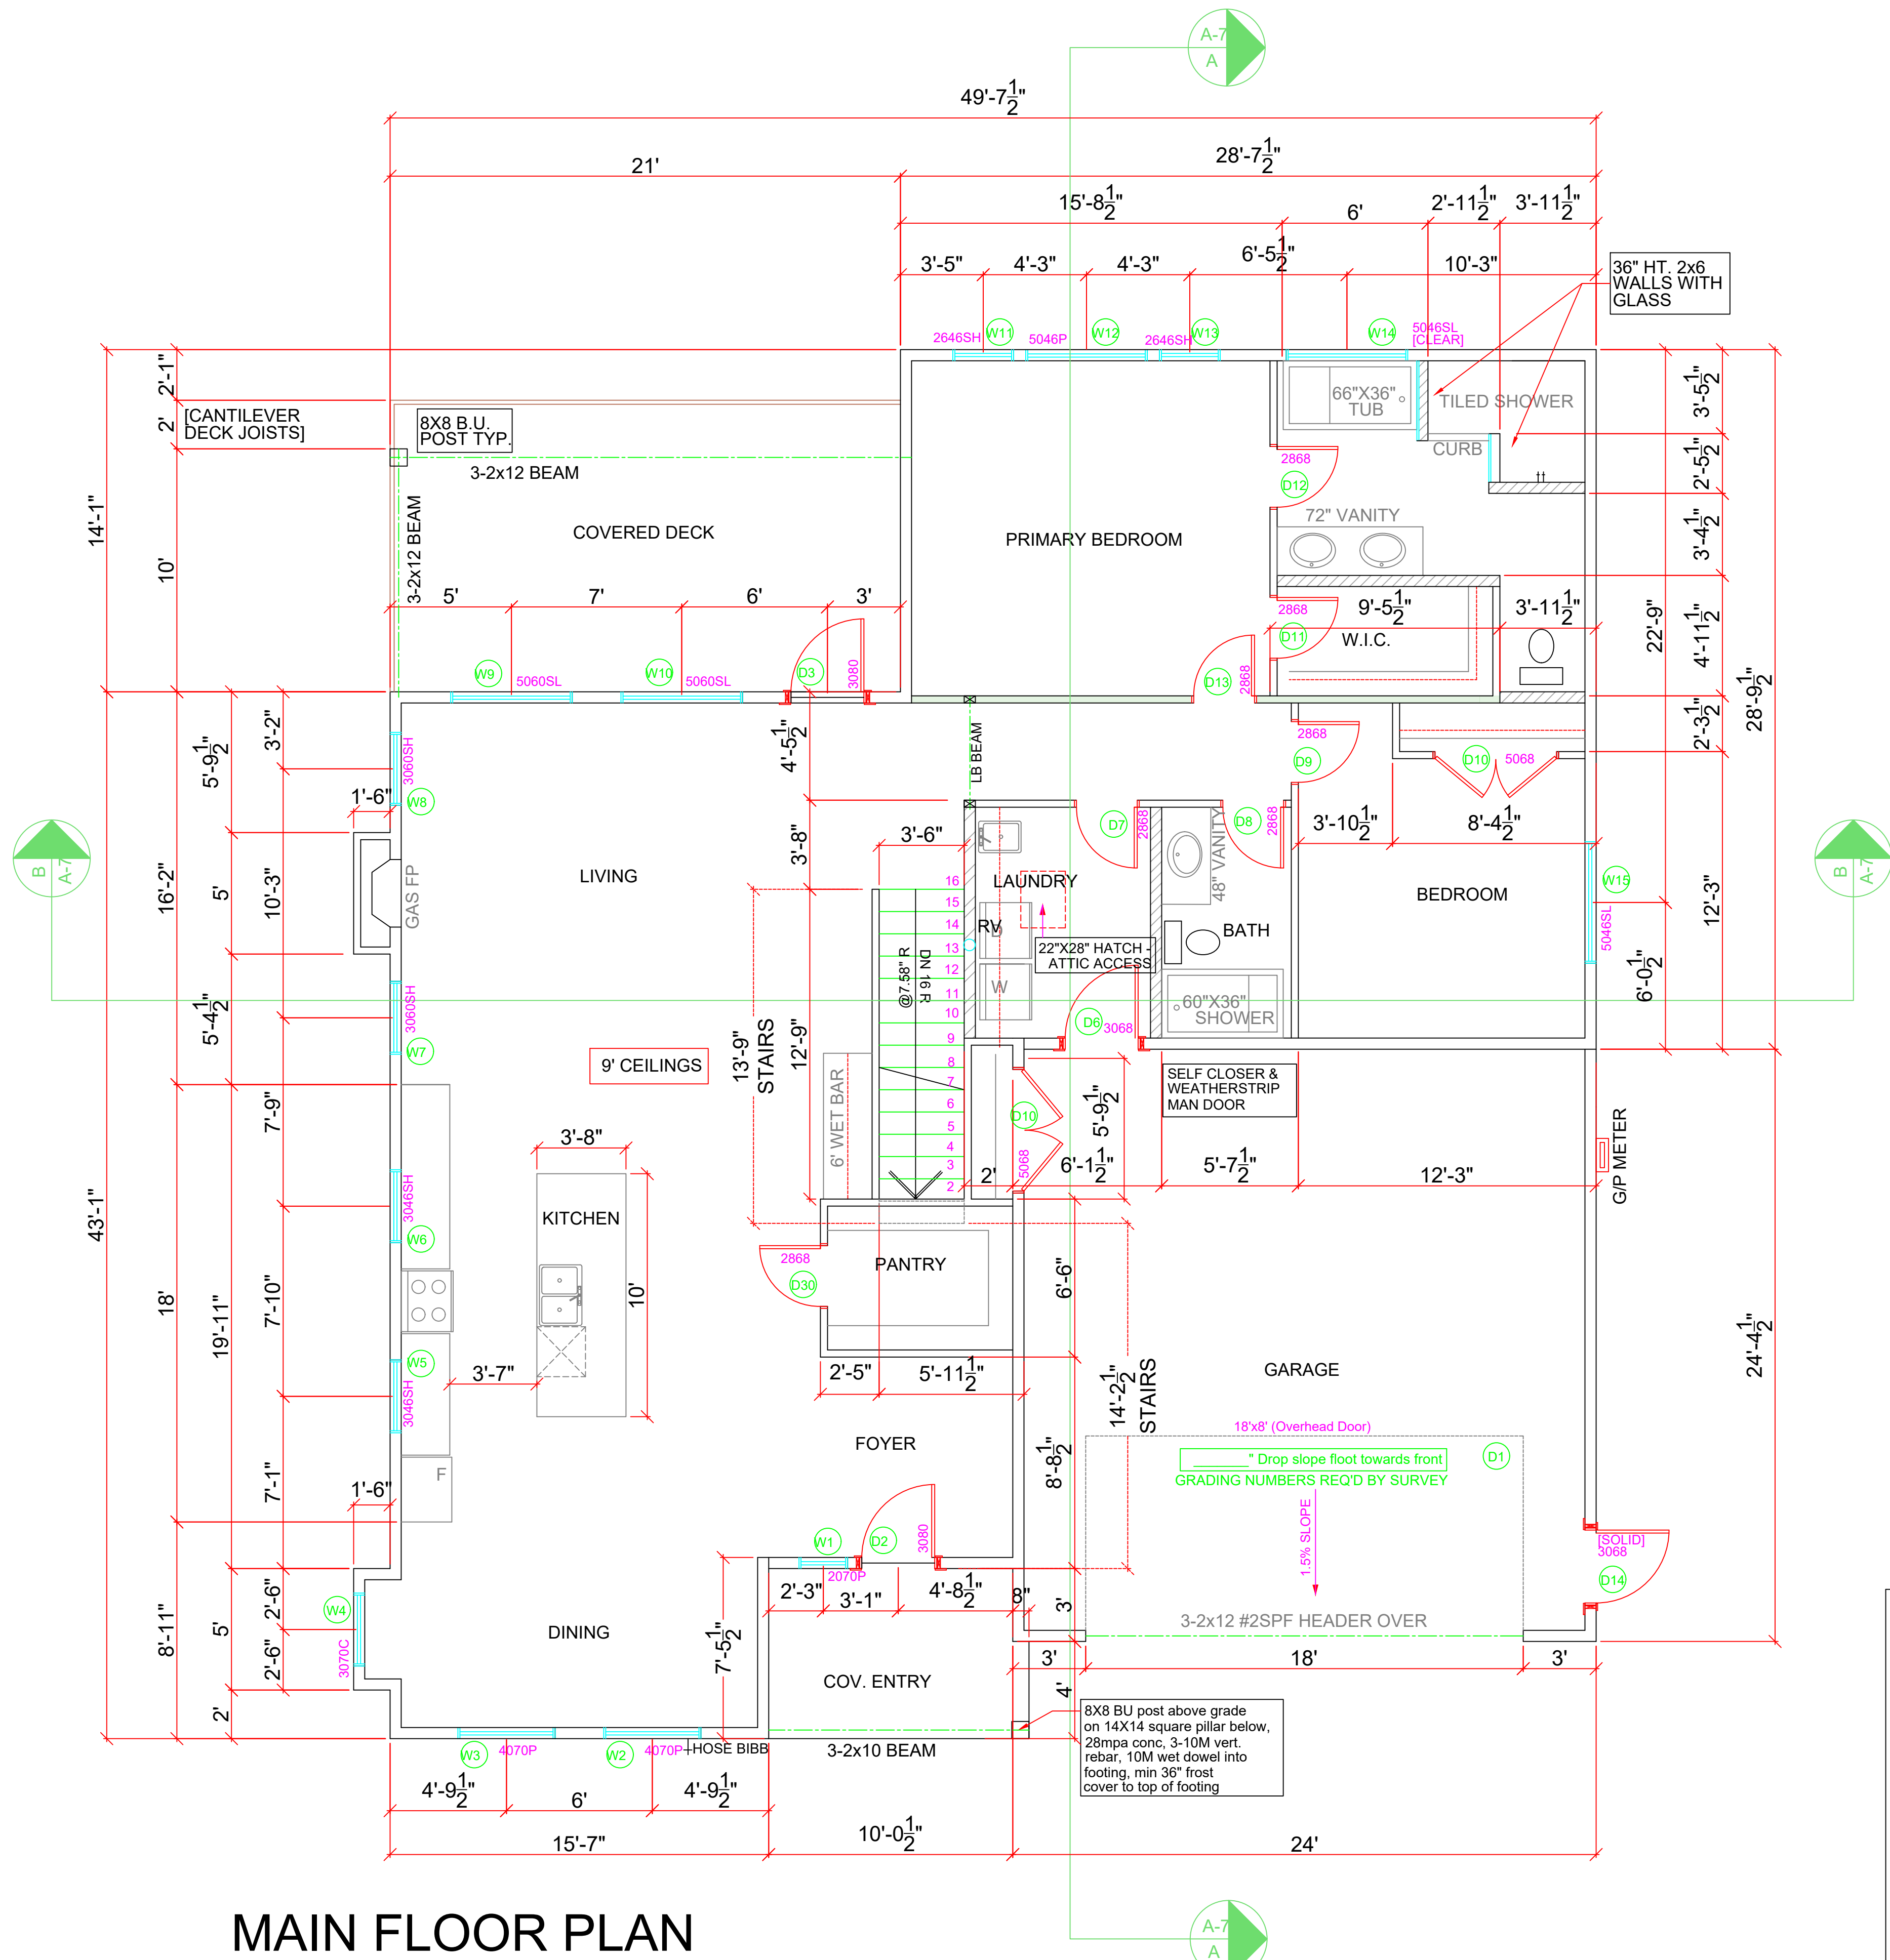 A-7
A
49'-7 1/2"
21'
28'-7 1/2"
15'-8 1/2"
6'
2'-11 1/2"
3'-11 1/2"
3'-5"
4'-3"
4'-3"
6'-5 1/2"
10'-3"
36" HT. 2x6
WALLS WITH
GLASS
2646SH
W11
5046P
W12
2646SH
W13
W14
5046SL
[CLEAR]
14'-1"
2'-1"
2'
10'
[CANTILEVER
DECK JOISTS]
8X8 B.U.
POST TYP.
3-2x12 BEAM
3-2x12 BEAM
COVERED DECK
5'
7'
6'
3'
W9
5060SL
W10
5060SL
D3
3080
PRIMARY BEDROOM
66"X36"
TUB
TILED SHOWER
CURB
2868
D12
72" VANITY
2868
D11
9'-5 1/2"
3'-11 1/2"
W.I.C.
D13
2868
3'-5 1/2"
2'-5 1/2"
3'-4 1/2"
4'-11 1/2"
2'-3 1/2"
12'-3"
22'-9"
6'-0 1/2"
28'-9 1/2"
24'-4 1/2"
43'-1"
16'-2"
18'
8'-11"
5'-9 1/2"
5'
5'-4 1/2"
19'-11"
5'
2'
3'-2"
10'-3"
7'-9"
7'-10"
7'-1"
2'-6"
2'-6"
1'-6"
1'-6"
3060SH
W8
GAS FP
3060SH
W7
3046SH
W6
W5
3046SH
F
W4
3070C
B
A-7
B
A-7
LIVING
9' CEILINGS
4'-5 1/2"
3'-8"
12'-9"
13'-9"
STAIRS
3'-6"
LB BEAM
16
15
14
13
12
11
10
9
8
7
6
5
4
3
2
DN 16 R
@7.58" R
6' WET BAR
LAUNDRY
RV
D
W
22"X28" HATCH -
ATTIC ACCESS
D7
2868
D8
2868
48" VANITY
BATH
60"X36"
SHOWER
D6
3068
2868
D9
D10
5068
3'-10 1/2"
8'-4 1/2"
BEDROOM
W15
5046SL
SELF CLOSER &
WEATHERSTRIP
MAN DOOR
D10
5068
5'-9 1/2"
2'
6'-1 1/2"
5'-7 1/2"
12'-3"
G/P METER
3'-8"
KITCHEN
10'
3'-7"
PANTRY
2868
D30
2'-5"
5'-11 1/2"
6'-6"
8'-8 1/2"
3'
4'
14'-2 1/2"
STAIRS
GARAGE
FOYER
18'x8' (Overhead Door)
_______" Drop slope floot towards front
D1
GRADING NUMBERS REQ'D BY SURVEY
1.5% SLOPE
3-2x12 #2SPF HEADER OVER
[SOLID]
3068
D14
W1
D2
3080
2070P
2'-3"
3'-1"
4'-8 1/2"
8"
7'-5 1/2"
DINING
COV. ENTRY
3'
18'
3'
8X8 BU post above grade
on 14X14 square pillar below,
28mpa conc, 3-10M vert.
rebar, 10M wet dowel into
footing, min 36" frost
cover to top of footing
W3
4070P
W2
4070P
HOSE BIBB
3-2x10 BEAM
4'-9 1/2"
6'
4'-9 1/2"
15'-7"
10'-0 1/2"
24'
MAIN FLOOR PLAN
A-7
A